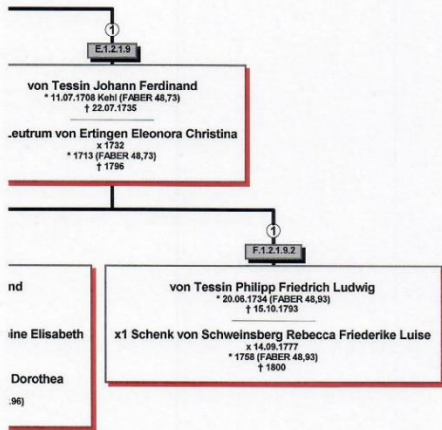 1
E.1.2.1.9
von Tessin Johann Ferdinand
* 11.07.1708 Kehl (FABER 48,73)
† 22.07.1735
eutrum von Ertingen Eleonora Christina
x 1732
* 1713 (FABER 48,73)
† 1796
1
F.1.2.1.9.2
nd
ine Elisabeth
Dorothea
.96)
von Tessin Philipp Friedrich Ludwig
* 20.06.1734 (FABER 48,93)
† 15.10.1793
x1 Schenk von Schweinsberg Rebecca Friederike Luise
x 14.09.1777
* 1758 (FABER 48,93)
† 1800